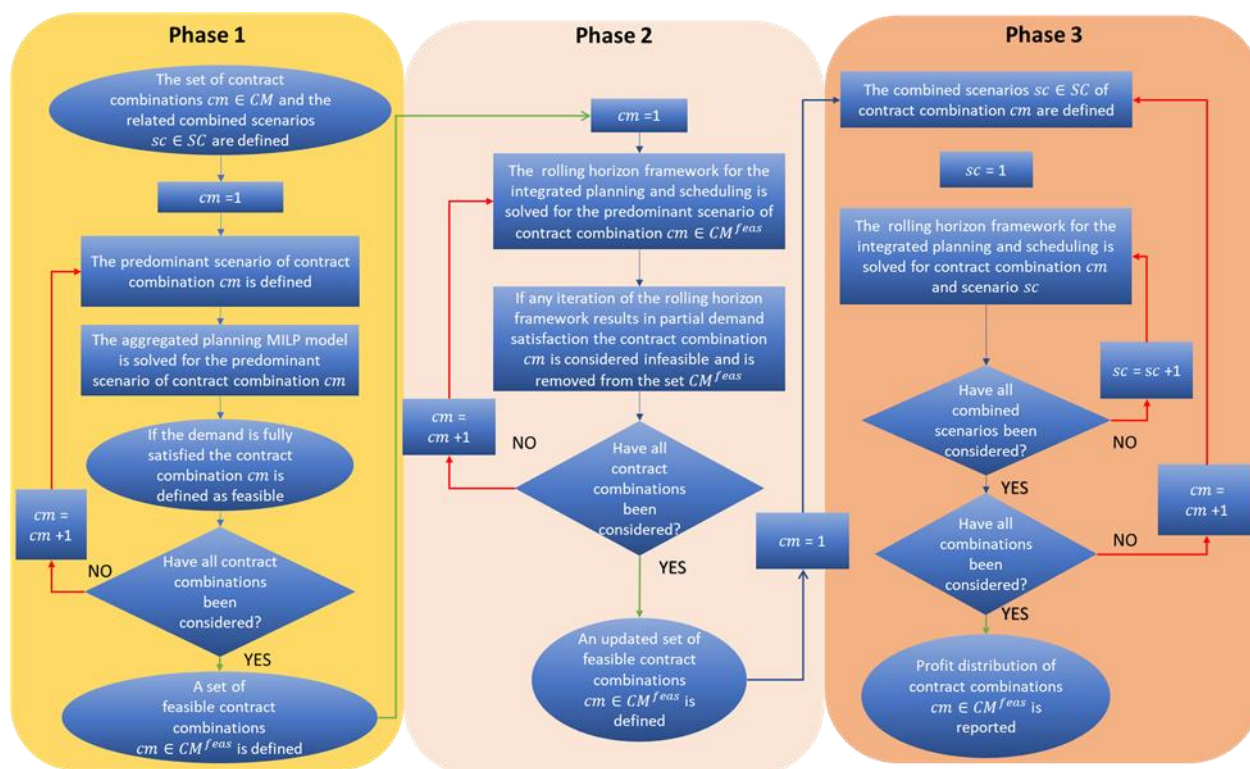 Phase 1
The set of contract
combinations cm ∈ CM and the
related combined scenarios
sc ∈ SC are defined
cm =1
The predominant scenario of contract
combination cm is defined
The aggregated planning MILP model
is solved for the predominant
scenario of contract combination cm
If the demand is fully
satisfied the contract
combination cm is
defined as feasible
cm =
cm +1
NO
Have all contract
combinations
been
considered?
YES
A set of
feasible contract
combinations
cm ∈ CM^feas is defined
Phase 2
cm =1
The rolling horizon framework for the
integrated planning and scheduling is
solved for the predominant scenario of
contract combination cm ∈ CM^feas
If any iteration of the rolling horizon
framework results in partial demand
satisfaction the contract combination
cm is considered infeasible and is
removed from the set CM^feas
cm =
cm +1
NO
Have all
contract
combinations
been
considered?
YES
An updated set of
feasible contract
combinations
cm ∈ CM^feas is
defined
cm = 1
Phase 3
The combined scenarios sc ∈ SC of
contract combination cm are defined
sc = 1
The rolling horizon framework for the
integrated planning and scheduling is
solved for contract combination cm
and scenario sc
sc = sc +1
Have all
combined
scenarios been
considered?
NO
YES
cm =
cm +1
Have all
combinations
been
considered?
NO
YES
Profit distribution of
contract combinations
cm ∈ CM^feas is
reported